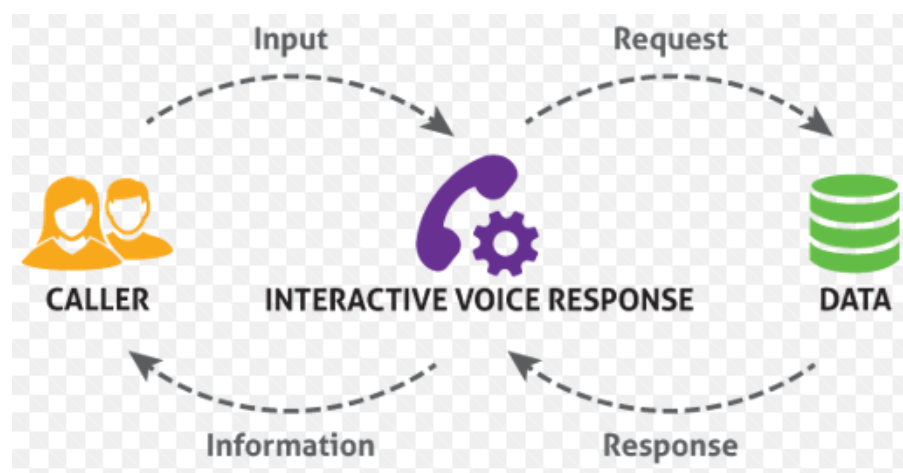 Input
Request
CALLER
INTERACTIVE VOICE RESPONSE
DATA
Information
Response